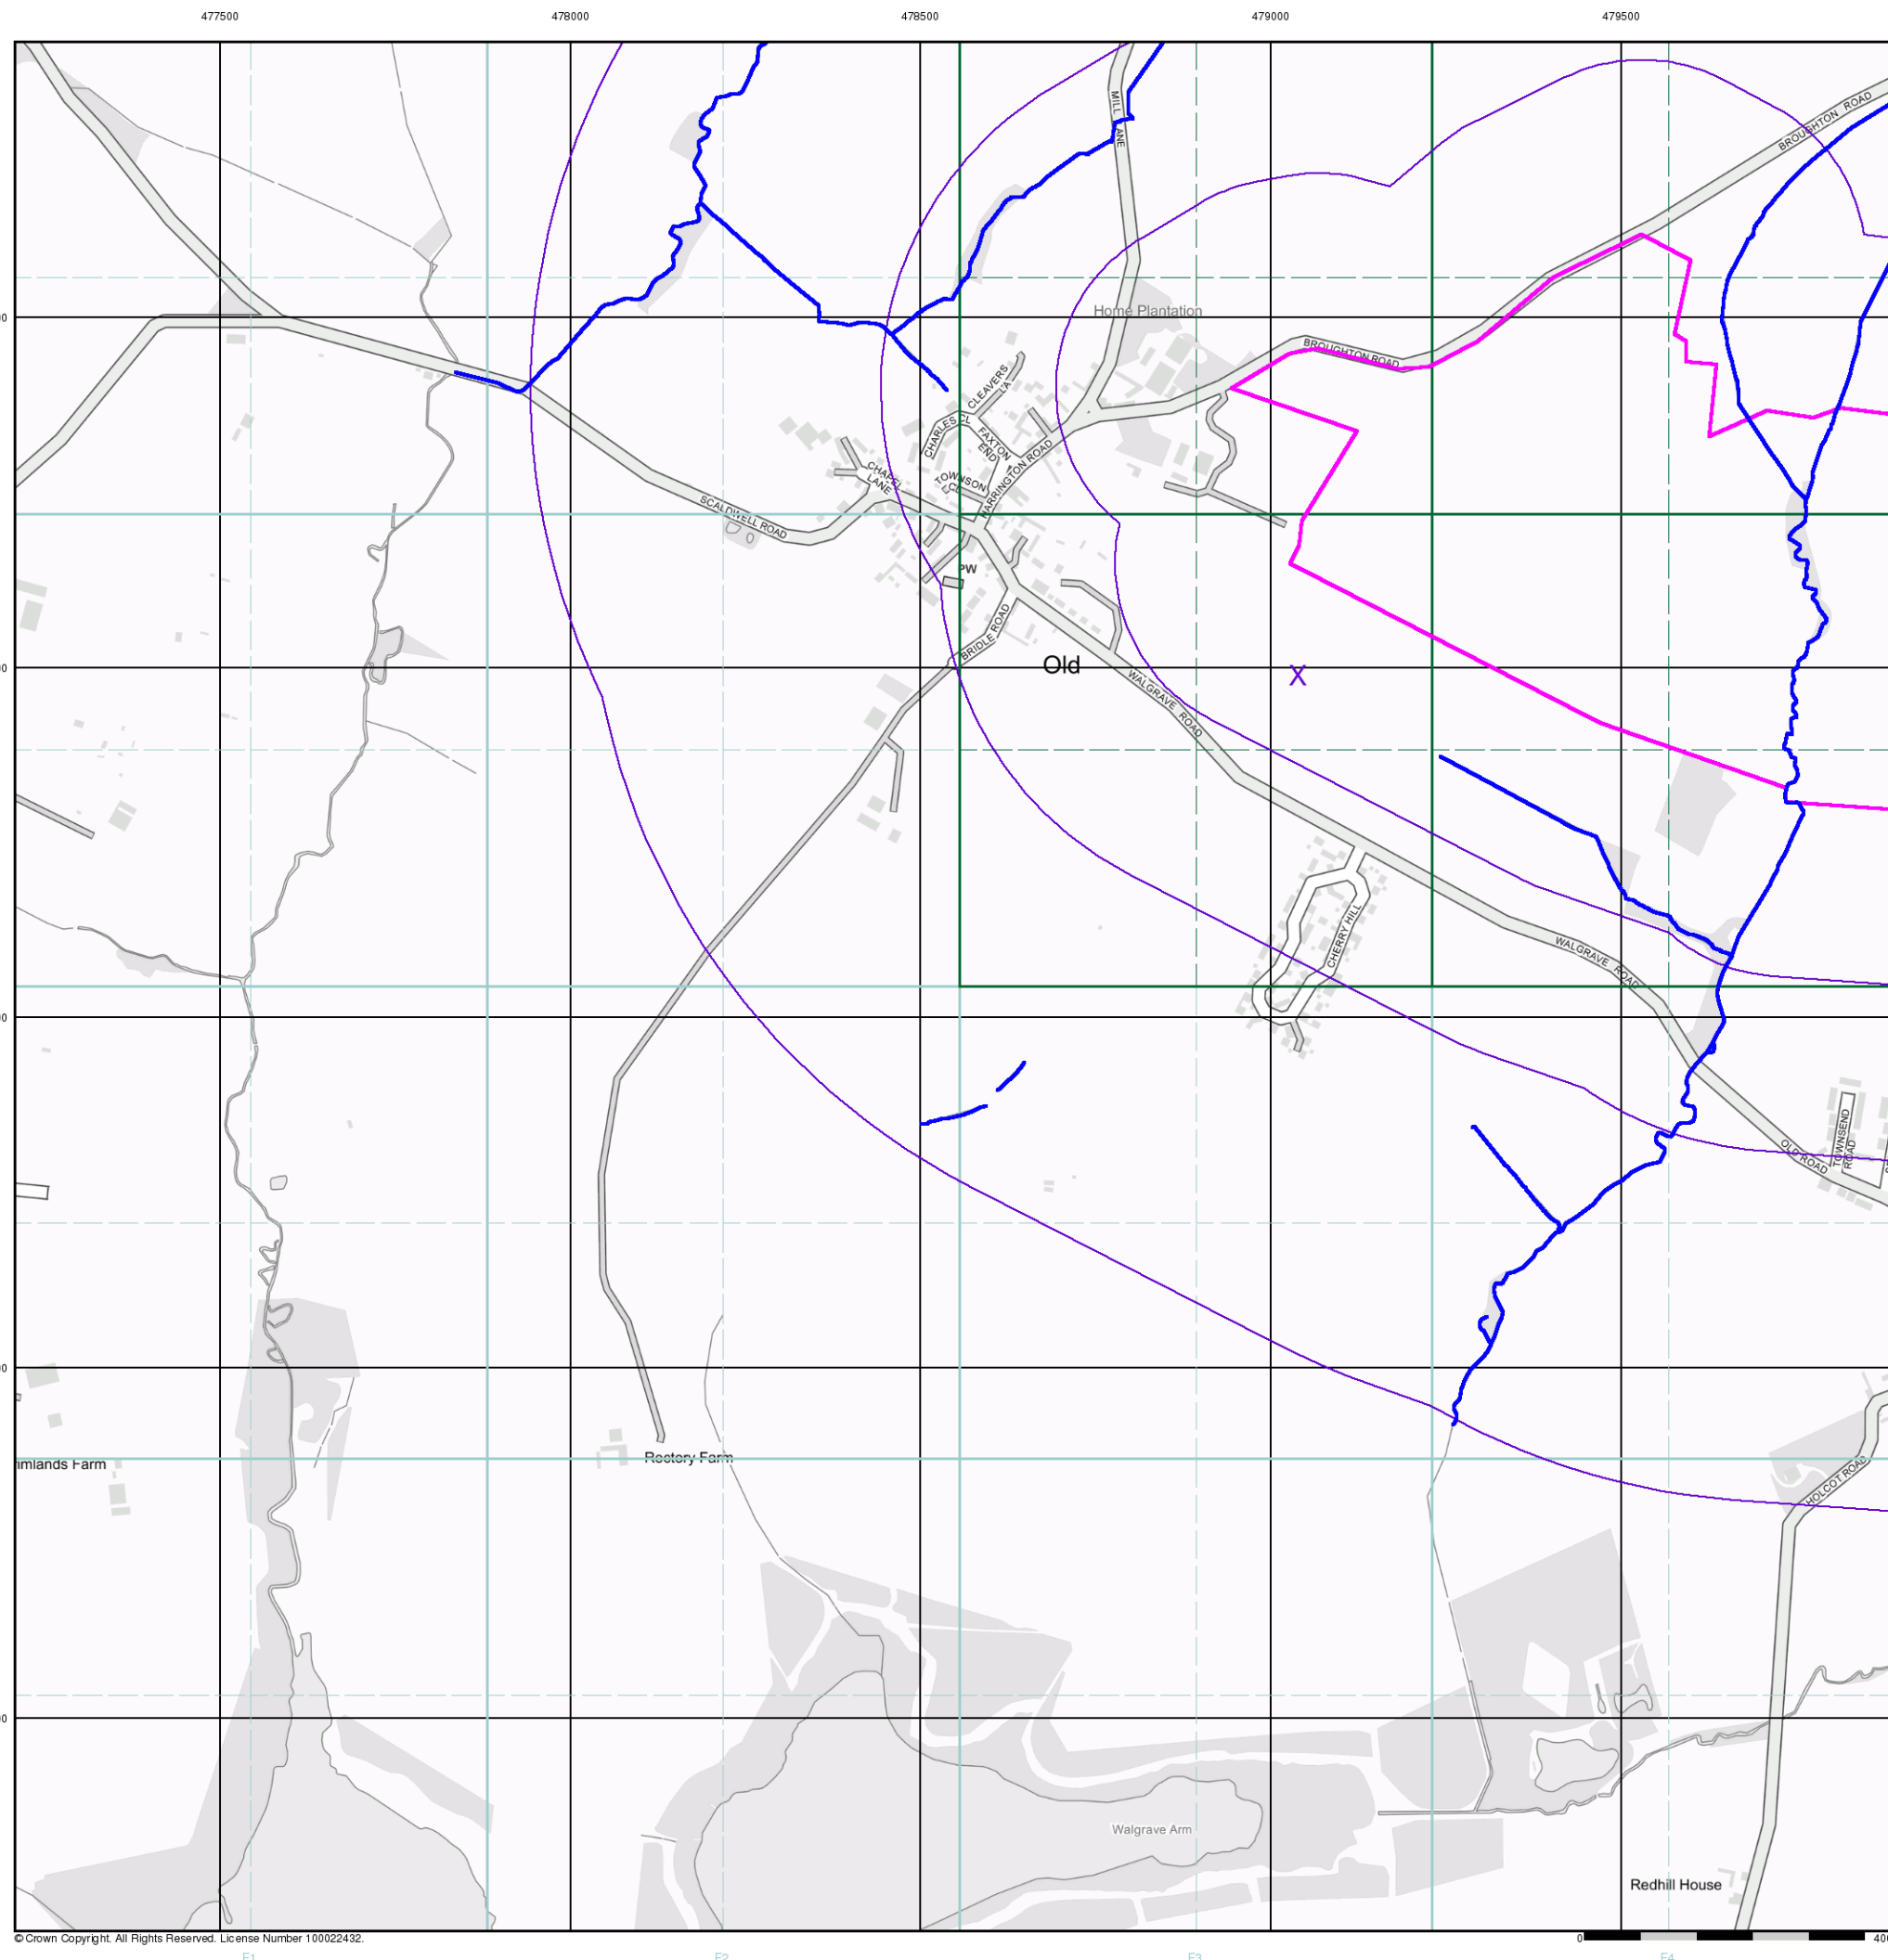 477500 478000 478500 479000 479500
MILL LANE
BROUGHTON ROAD
Home Plantation
BROUGHTON ROAD
CLEAVERS
LA
CHARLES CL
FAXTON
END
HARRINGTON ROAD
CHAPEL
LANE
TOWNSON
CL
SCALDWELL ROAD
PW
BRIDLE ROAD
Old
X
WALGRAVE ROAD
CHERRY HILL
WALGRAVE ROAD
OLD ROAD
TOWNSEND
ROAD
Rectory Farm
imlands Farm
HOLCOT ROAD
Walgrave Arm
Redhill House
© Crown Copyright. All Rights Reserved. License Number 100022432.
0